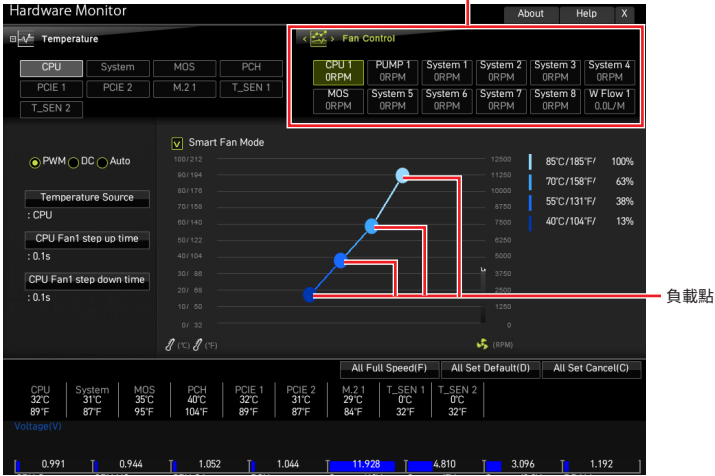 Hardware Monitor
About Help X
Temperature
Fan Control
CPU System MOS PCH
PCIE 1 PCIE 2 M.2 1 T_SEN 1
T_SEN 2
CPU 1 PUMP 1 System 1 System 2 System 3 System 4
0RPM 0RPM 0RPM 0RPM 0RPM 0RPM
MOS System 5 System 6 System 7 System 8 W Flow 1
0RPM 0RPM 0RPM 0RPM 0RPM 0.0L/M
V Smart Fan Mode
PWM DC Auto
Temperature Source
: CPU
CPU Fan1 step up time
: 0.1s
CPU Fan1 step down time
: 0.1s
100/212 12500
90/194 11250
80/176 10000
70/158 8750
60/140 7500
50/122 6250
40/104 5000
30/ 86 3750
20/ 68 2500
10/ 50 1250
0/ 32 0
(°C) (°F) (RPM)
85°C/185°F/ 100%
70°C/158°F/ 63%
55°C/131°F/ 38%
40°C/104°F/ 13%
負載點
All Full Speed(F) All Set Default(D) All Set Cancel(C)
CPU System MOS PCH PCIE 1 PCIE 2 M.2 1 T_SEN 1 T_SEN 2
32°C 31°C 35°C 40°C 32°C 31°C 29°C 0°C 0°C
89°F 87°F 95°F 104°F 89°F 87°F 84°F 32°F 32°F
Voltage(V)
0.991 0.944 1.052 1.044 11.928 4.810 3.096 1.192